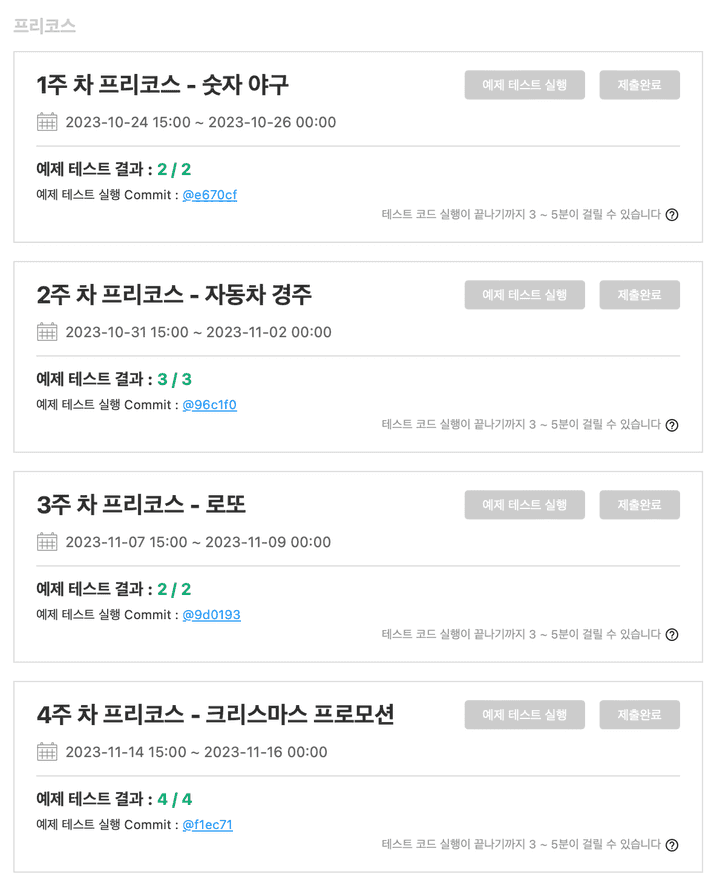 프리코스
1주 차 프리코스 - 숫자 야구
예제 테스트 실행
제출완료
2023-10-24 15:00 ~ 2023-10-26 00:00
예제 테스트 결과 : 2 / 2
예제 테스트 실행 Commit : @e670cf
테스트 코드 실행이 끝나기까지 3 ~ 5분이 걸릴 수 있습니다 ?
2주 차 프리코스 - 자동차 경주
예제 테스트 실행
제출완료
2023-10-31 15:00 ~ 2023-11-02 00:00
예제 테스트 결과 : 3 / 3
예제 테스트 실행 Commit : @96c1f0
테스트 코드 실행이 끝나기까지 3 ~ 5분이 걸릴 수 있습니다 ?
3주 차 프리코스 - 로또
예제 테스트 실행
제출완료
2023-11-07 15:00 ~ 2023-11-09 00:00
예제 테스트 결과 : 2 / 2
예제 테스트 실행 Commit : @9d0193
테스트 코드 실행이 끝나기까지 3 ~ 5분이 걸릴 수 있습니다 ?
4주 차 프리코스 - 크리스마스 프로모션
예제 테스트 실행
제출완료
2023-11-14 15:00 ~ 2023-11-16 00:00
예제 테스트 결과 : 4 / 4
예제 테스트 실행 Commit : @f1ec71
테스트 코드 실행이 끝나기까지 3 ~ 5분이 걸릴 수 있습니다 ?